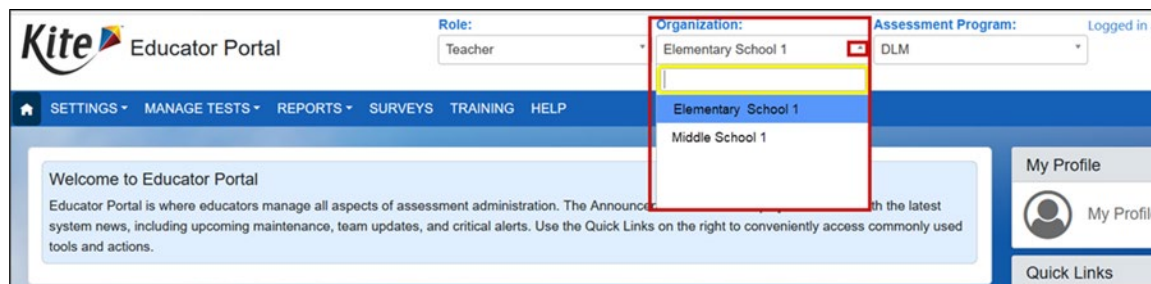 Kite Educator Portal
Role:
Teacher
Organization:
Elementary School 1
Assessment Program:
DLM
Logged in
Elementary School 1
Middle School 1
SETTINGS MANAGE TESTS REPORTS SURVEYS TRAINING HELP
Welcome to Educator Portal
Educator Portal is where educators manage all aspects of assessment administration. The th the latest
system news, including upcoming maintenance, team updates, and critical alerts. Use the Quick Links on the right to conveniently access commonly used
tools and actions.
My Profile
My Profil
Quick Links